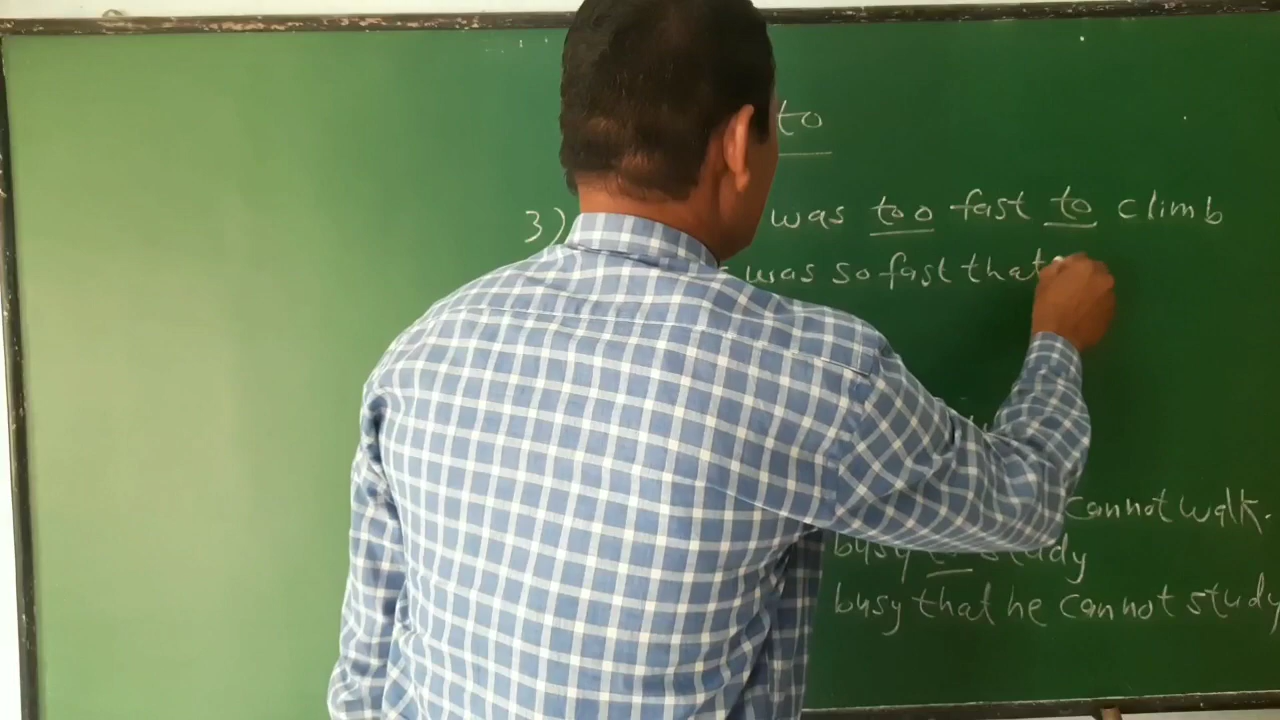 to
3) was too fast to climb
was so fast that
cannot walk.
busy to study
busy that he cannot study